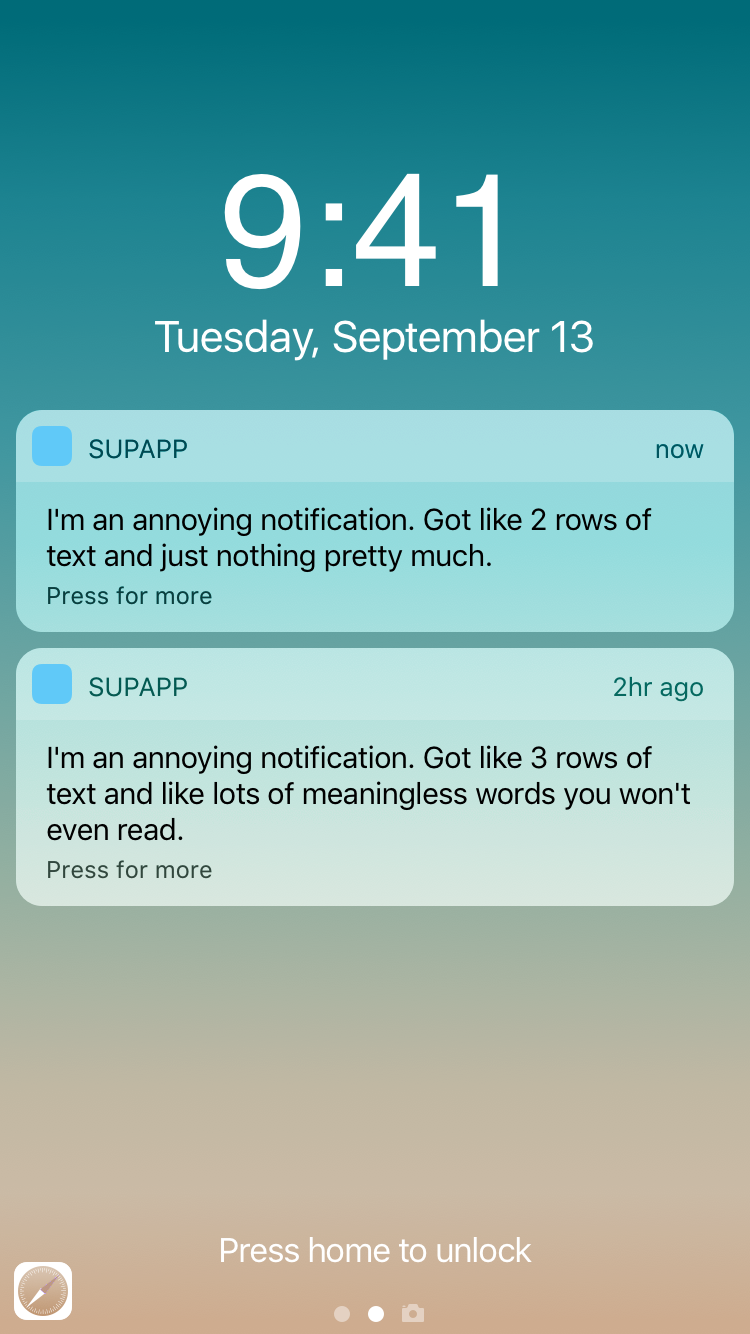 9:41
Tuesday, September 13
SUPAPP
now
I'm an annoying notification. Got like 2 rows of
text and just nothing pretty much.
Press for more
SUPAPP
2hr ago
I'm an annoying notification. Got like 3 rows of
text and like lots of meaningless words you won't
even read.
Press for more
Press home to unlock